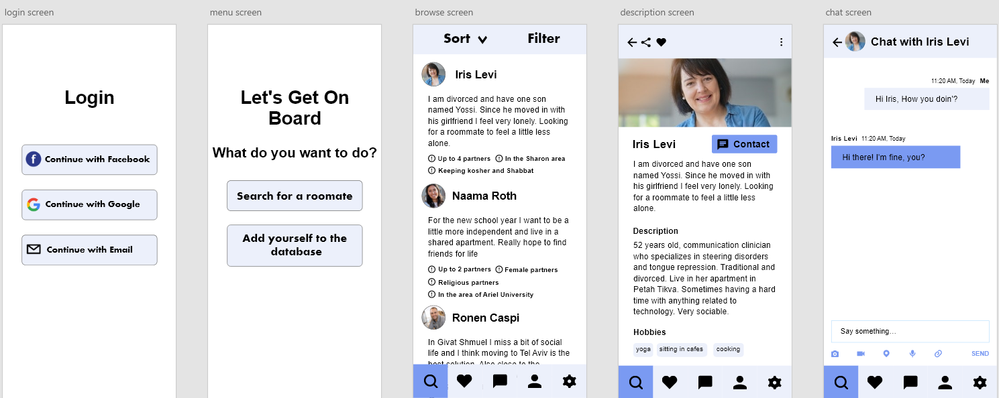 login screen
Login
Continue with Facebook
Continue with Google
Continue with Email
menu screen
Let's Get On
Board
What do you want to do?
Search for a roomate
Add yourself to the
database
browse screen
Sort
Filter
Iris Levi
I am divorced and have one son
named Yossi. Since he moved in with
his girlfriend I feel very lonely. Looking
for a roommate to feel a little less
alone.
Up to 4 partners In the Sharon area
Keeping kosher and Shabbat
Naama Roth
For the new school year I want to be a
little more independent and live in a
shared apartment. Really hope to find
friends for life
Up to 2 partners Female partners
Religious partners
In the area of Ariel University
Ronen Caspi
In Givat Shmuel I miss a bit of social
life and I think moving to Tel Aviv is the
best solution. Also close to the
description screen
Iris Levi
Contact
I am divorced and have one son
named Yossi. Since he moved in with
his girlfriend I feel very lonely. Looking
for a roommate to feel a little less
alone.
Description
52 years old, communication clinician
who specializes in steering disorders
and tongue repression. Traditional and
divorced. Live in her apartment in
Petah Tikva. Sometimes having a hard
time with anything related to
technology. Very sociable.
Hobbies
yoga sitting in cafes cooking
chat screen
Chat with Iris Levi
11:20 AM, Today Me
Hi Iris, How you doin'?
Iris Levi 11:20 AM, Today
Hi there! I'm fine, you?
Say something...
SEND